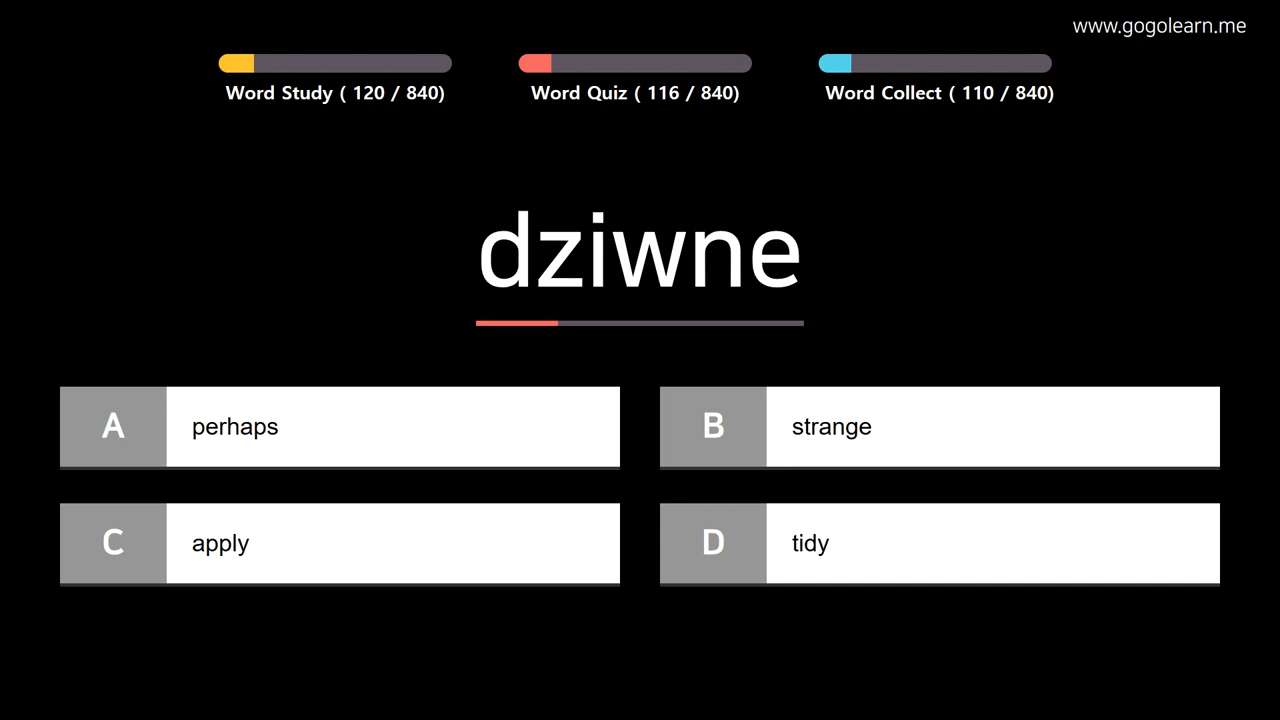 www.gogolearn.me
Word Study ( 120 / 840)
Word Quiz ( 116 / 840)
Word Collect ( 110 / 840)
dziwne
A perhaps
B strange
C apply
D tidy